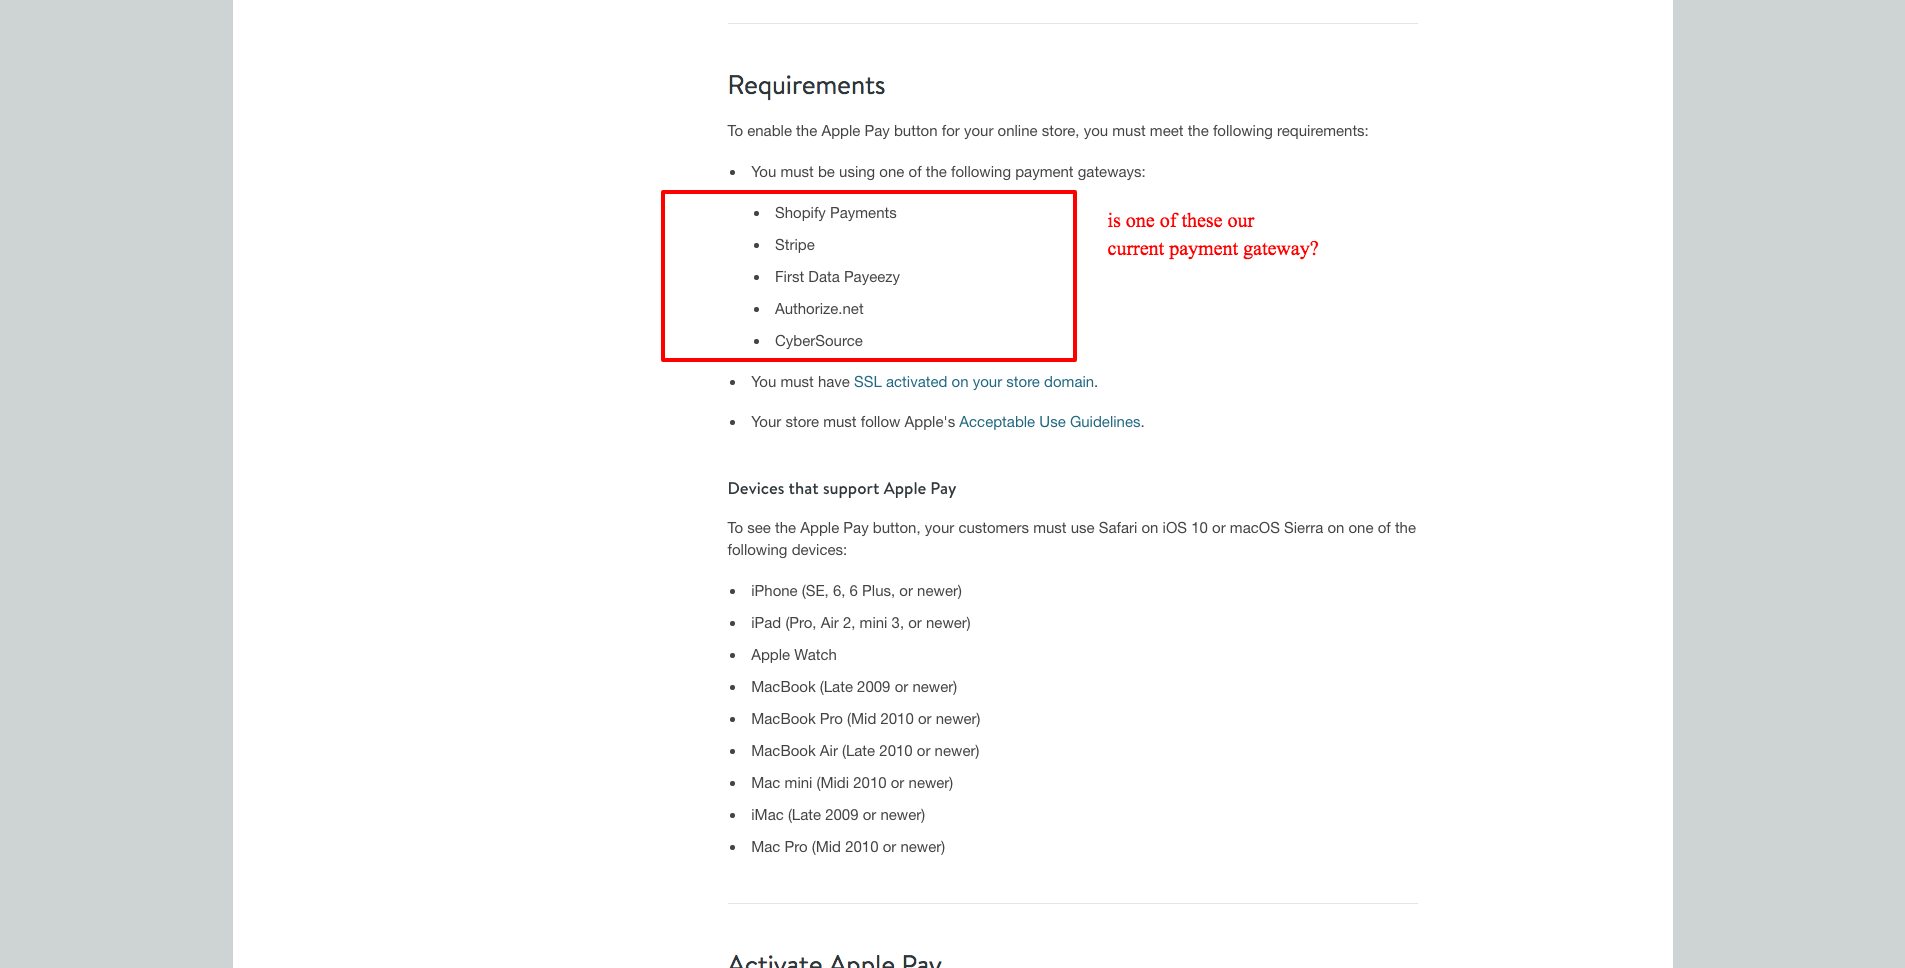 Requirements
To enable the Apple Pay button for your online store, you must meet the following requirements:
You must be using one of the following payment gateways:
Shopify Payments
Stripe
First Data Payeezy
Authorize.net
CyberSource
is one of these our
current payment gateway?
You must have SSL activated on your store domain.
Your store must follow Apple's Acceptable Use Guidelines.
Devices that support Apple Pay
To see the Apple Pay button, your customers must use Safari on iOS 10 or macOS Sierra on one of the
following devices:
iPhone (SE, 6, 6 Plus, or newer)
iPad (Pro, Air 2, mini 3, or newer)
Apple Watch
MacBook (Late 2009 or newer)
MacBook Pro (Mid 2010 or newer)
MacBook Air (Late 2010 or newer)
Mac mini (Midi 2010 or newer)
iMac (Late 2009 or newer)
Mac Pro (Mid 2010 or newer)
Activate Apple Pay